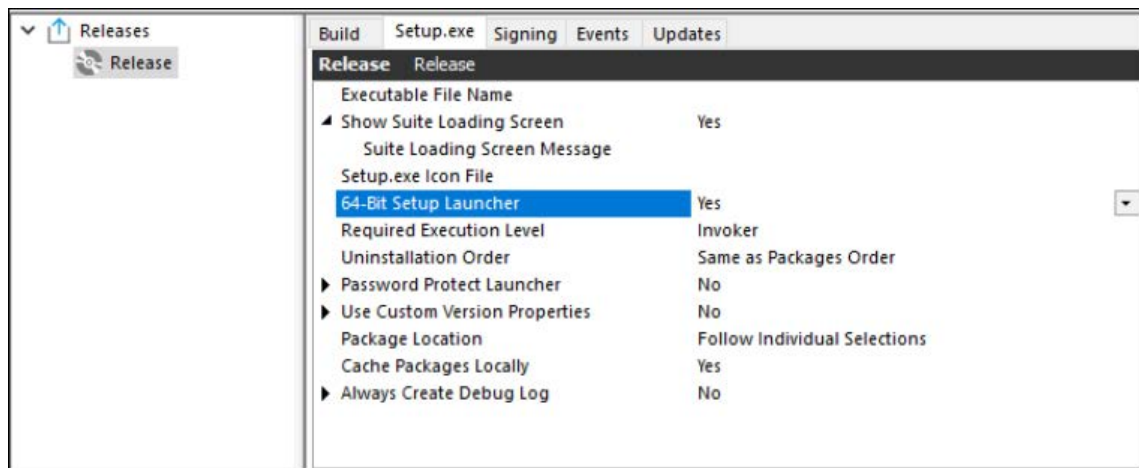 Releases
Release
Build Setup.exe Signing Events Updates
Release Release
Executable File Name
Show Suite Loading Screen Yes
Suite Loading Screen Message
Setup.exe Icon File
64-Bit Setup Launcher Yes
Required Execution Level Invoker
Uninstallation Order Same as Packages Order
Password Protect Launcher No
Use Custom Version Properties No
Package Location Follow Individual Selections
Cache Packages Locally Yes
Always Create Debug Log No